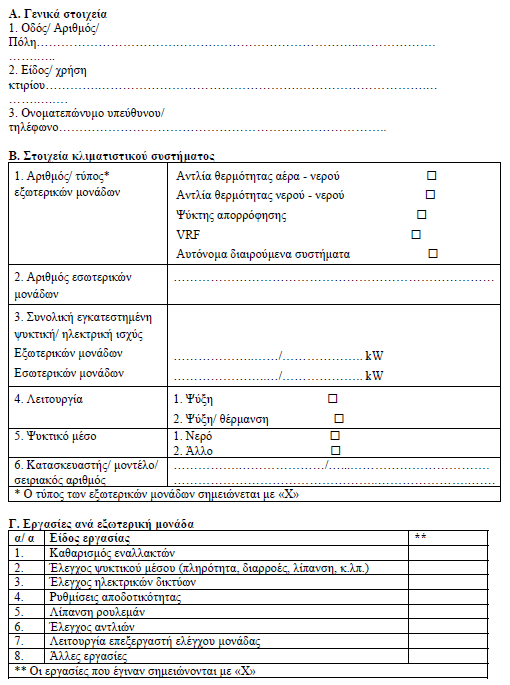 Α. Γενικά στοιχεία
1. Οδός/ Αριθμός/
Πόλη…………………………………………………………………..…………………
………….
2. Είδος/ χρήση
κτιρίου…………..……………………………………………………………………….…
……………
3. Ονοματεπώνυμο υπεύθυνου/
τηλέφωνο………………………………………………………………………..
Β. Στοιχεία κλιματιστικού συστήματος
1. Αριθμός/ τύπος*
εξωτερικών μονάδων
Αντλία θερμότητας αέρα - νερού ☐
Αντλία θερμότητας νερού - νερού ☐
Ψύκτης απορρόφησης ☐
VRF ☐
Αυτόνομα διαιρούμενα συστήματα ☐
2. Αριθμός εσωτερικών
μονάδων
………………………………………………………………………
3. Συνολική εγκατεστημένη
ψυκτική/ ηλεκτρική ισχύς
Εξωτερικών μονάδων ……………………../……………….. kW
Εσωτερικών μονάδων ……………………../……………….. kW
4. Λειτουργία
1. Ψύξη ☐
2. Ψύξη/ θέρμανση ☐
5. Ψυκτικό μέσο
1. Νερό ☐
2. Άλλο ☐
6. Κατασκευαστής/ μοντέλο/
σειριακός αριθμός
………………………………../…..………………………………
………………………………………………………………………
* Ο τύπος των εξωτερικών μονάδων σημειώνεται με «Χ»
Γ. Εργασίες ανά εξωτερική μονάδα
α/ α Είδος εργασίας **
1. Καθαρισμός εναλλακτών
2. Έλεγχος ψυκτικού μέσου (πληρότητα, διαρροές, λίπανση, κ.λπ.)
3. Έλεγχος ηλεκτρικών δικτύων
4. Ρυθμίσεις αποδοτικότητας
5. Λίπανση ρουλεμάν
6. Έλεγχος αντλιών
7. Λειτουργία επεξεργαστή ελέγχου μονάδας
8. Άλλες εργασίες
** Οι εργασίες που έγιναν σημειώνονται με «Χ»